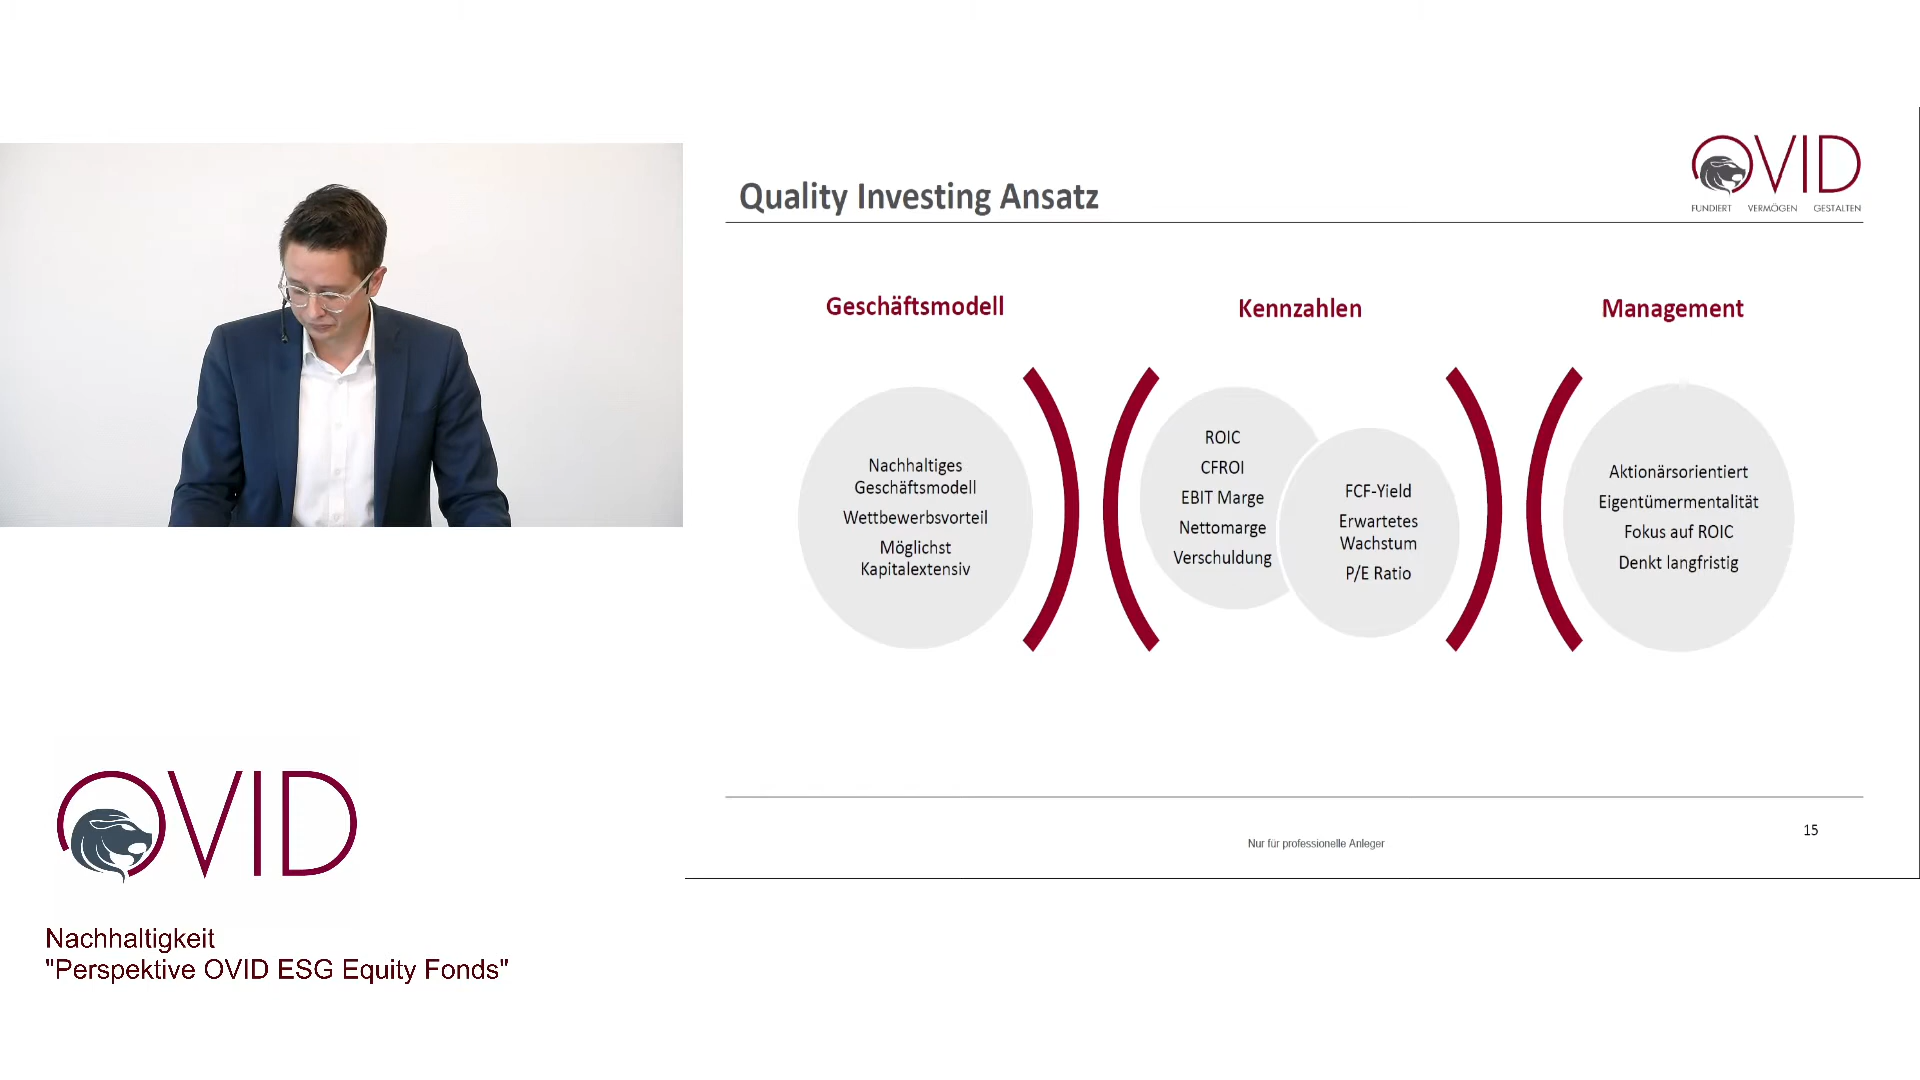 OVID
FUNDIERT VERMÖGEN GESTALTEN
Quality Investing Ansatz
Geschäftsmodell
Nachhaltiges
Geschäftsmodell
Wettbewerbsvorteil
Möglichst
Kapitalextensiv
Kennzahlen
ROIC
CFROI
EBIT Marge
Nettomarge
Verschuldung
FCF-Yield
Erwartetes
Wachstum
P/E Ratio
Management
Aktionärsorientiert
Eigentümermentalität
Fokus auf ROIC
Denkt langfristig
Nur für professionelle Anleger
15
OVID
Nachhaltigkeit
"Perspektive OVID ESG Equity Fonds"